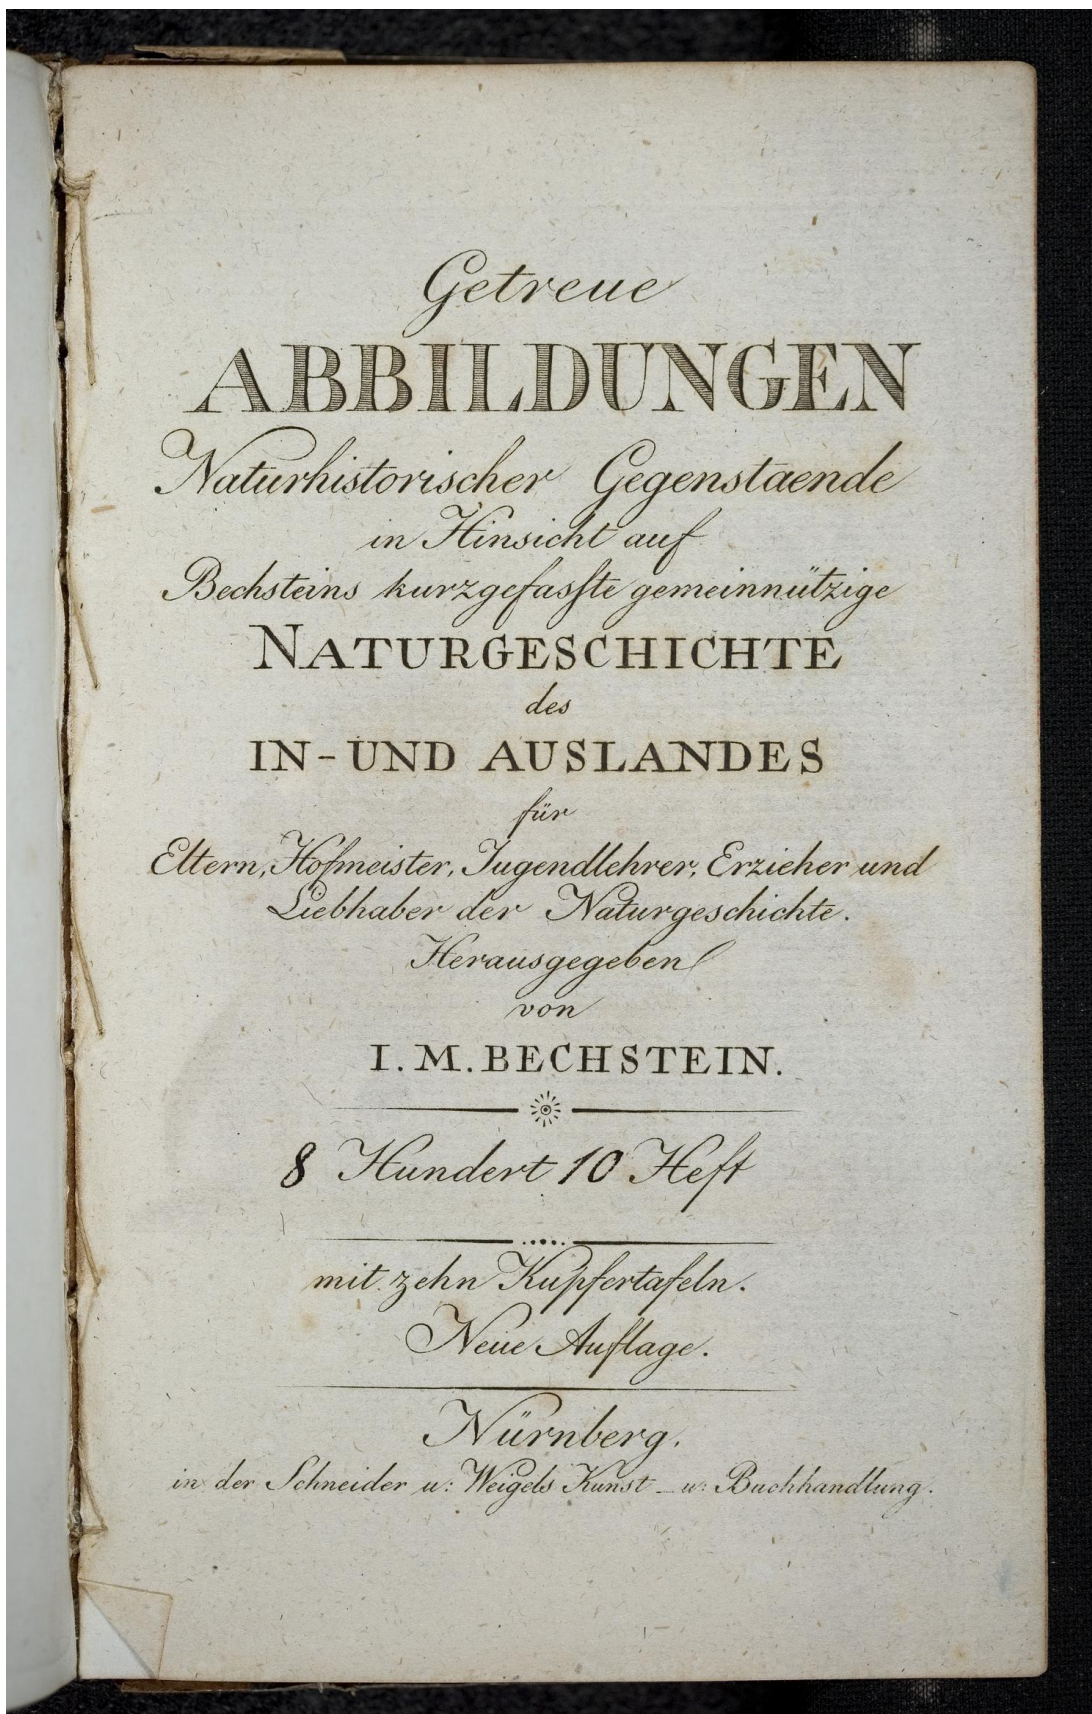 Getreue
ABBILDUNGEN
Naturhistorischer Gegenstaende
in Hinsicht auf
Bechsteins kurzgefasſte gemeinnützige
NATURGESCHICHTE
des
IN-UND AUSLANDES
für
Eltern, Hofmeister, Jugendlehrer, Erzieher und
Liebhaber der Naturgeschichte.
Herausgegeben
von
I. M. BECHSTEIN.
8 Hundert 10 Heft
mit zehn Kupfertafeln.
Neue Auflage.
Nürnberg.
in der Schneider u: Weigels Kunst - u: Buchhandlung.